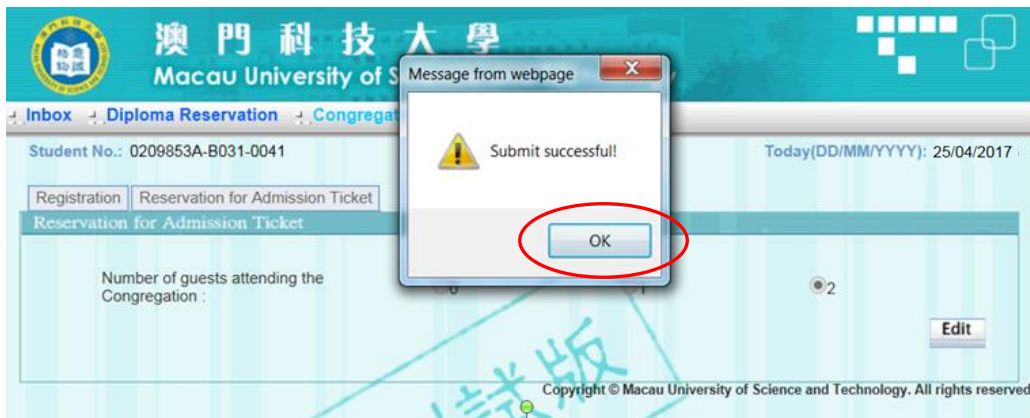 澳門科技大學
Macau University of S
Message from webpage
Inbox Diploma Reservation Congregat
Submit successful!
Student No.: 0209853A-B031-0041
Today(DD/MM/YYYY): 25/04/2017
Registration Reservation for Admission Ticket
Reservation for Admission Ticket
OK
Number of guests attending the
Congregation :
2
Edit
試版
Copyright © Macau University of Science and Technology. All rights reserved